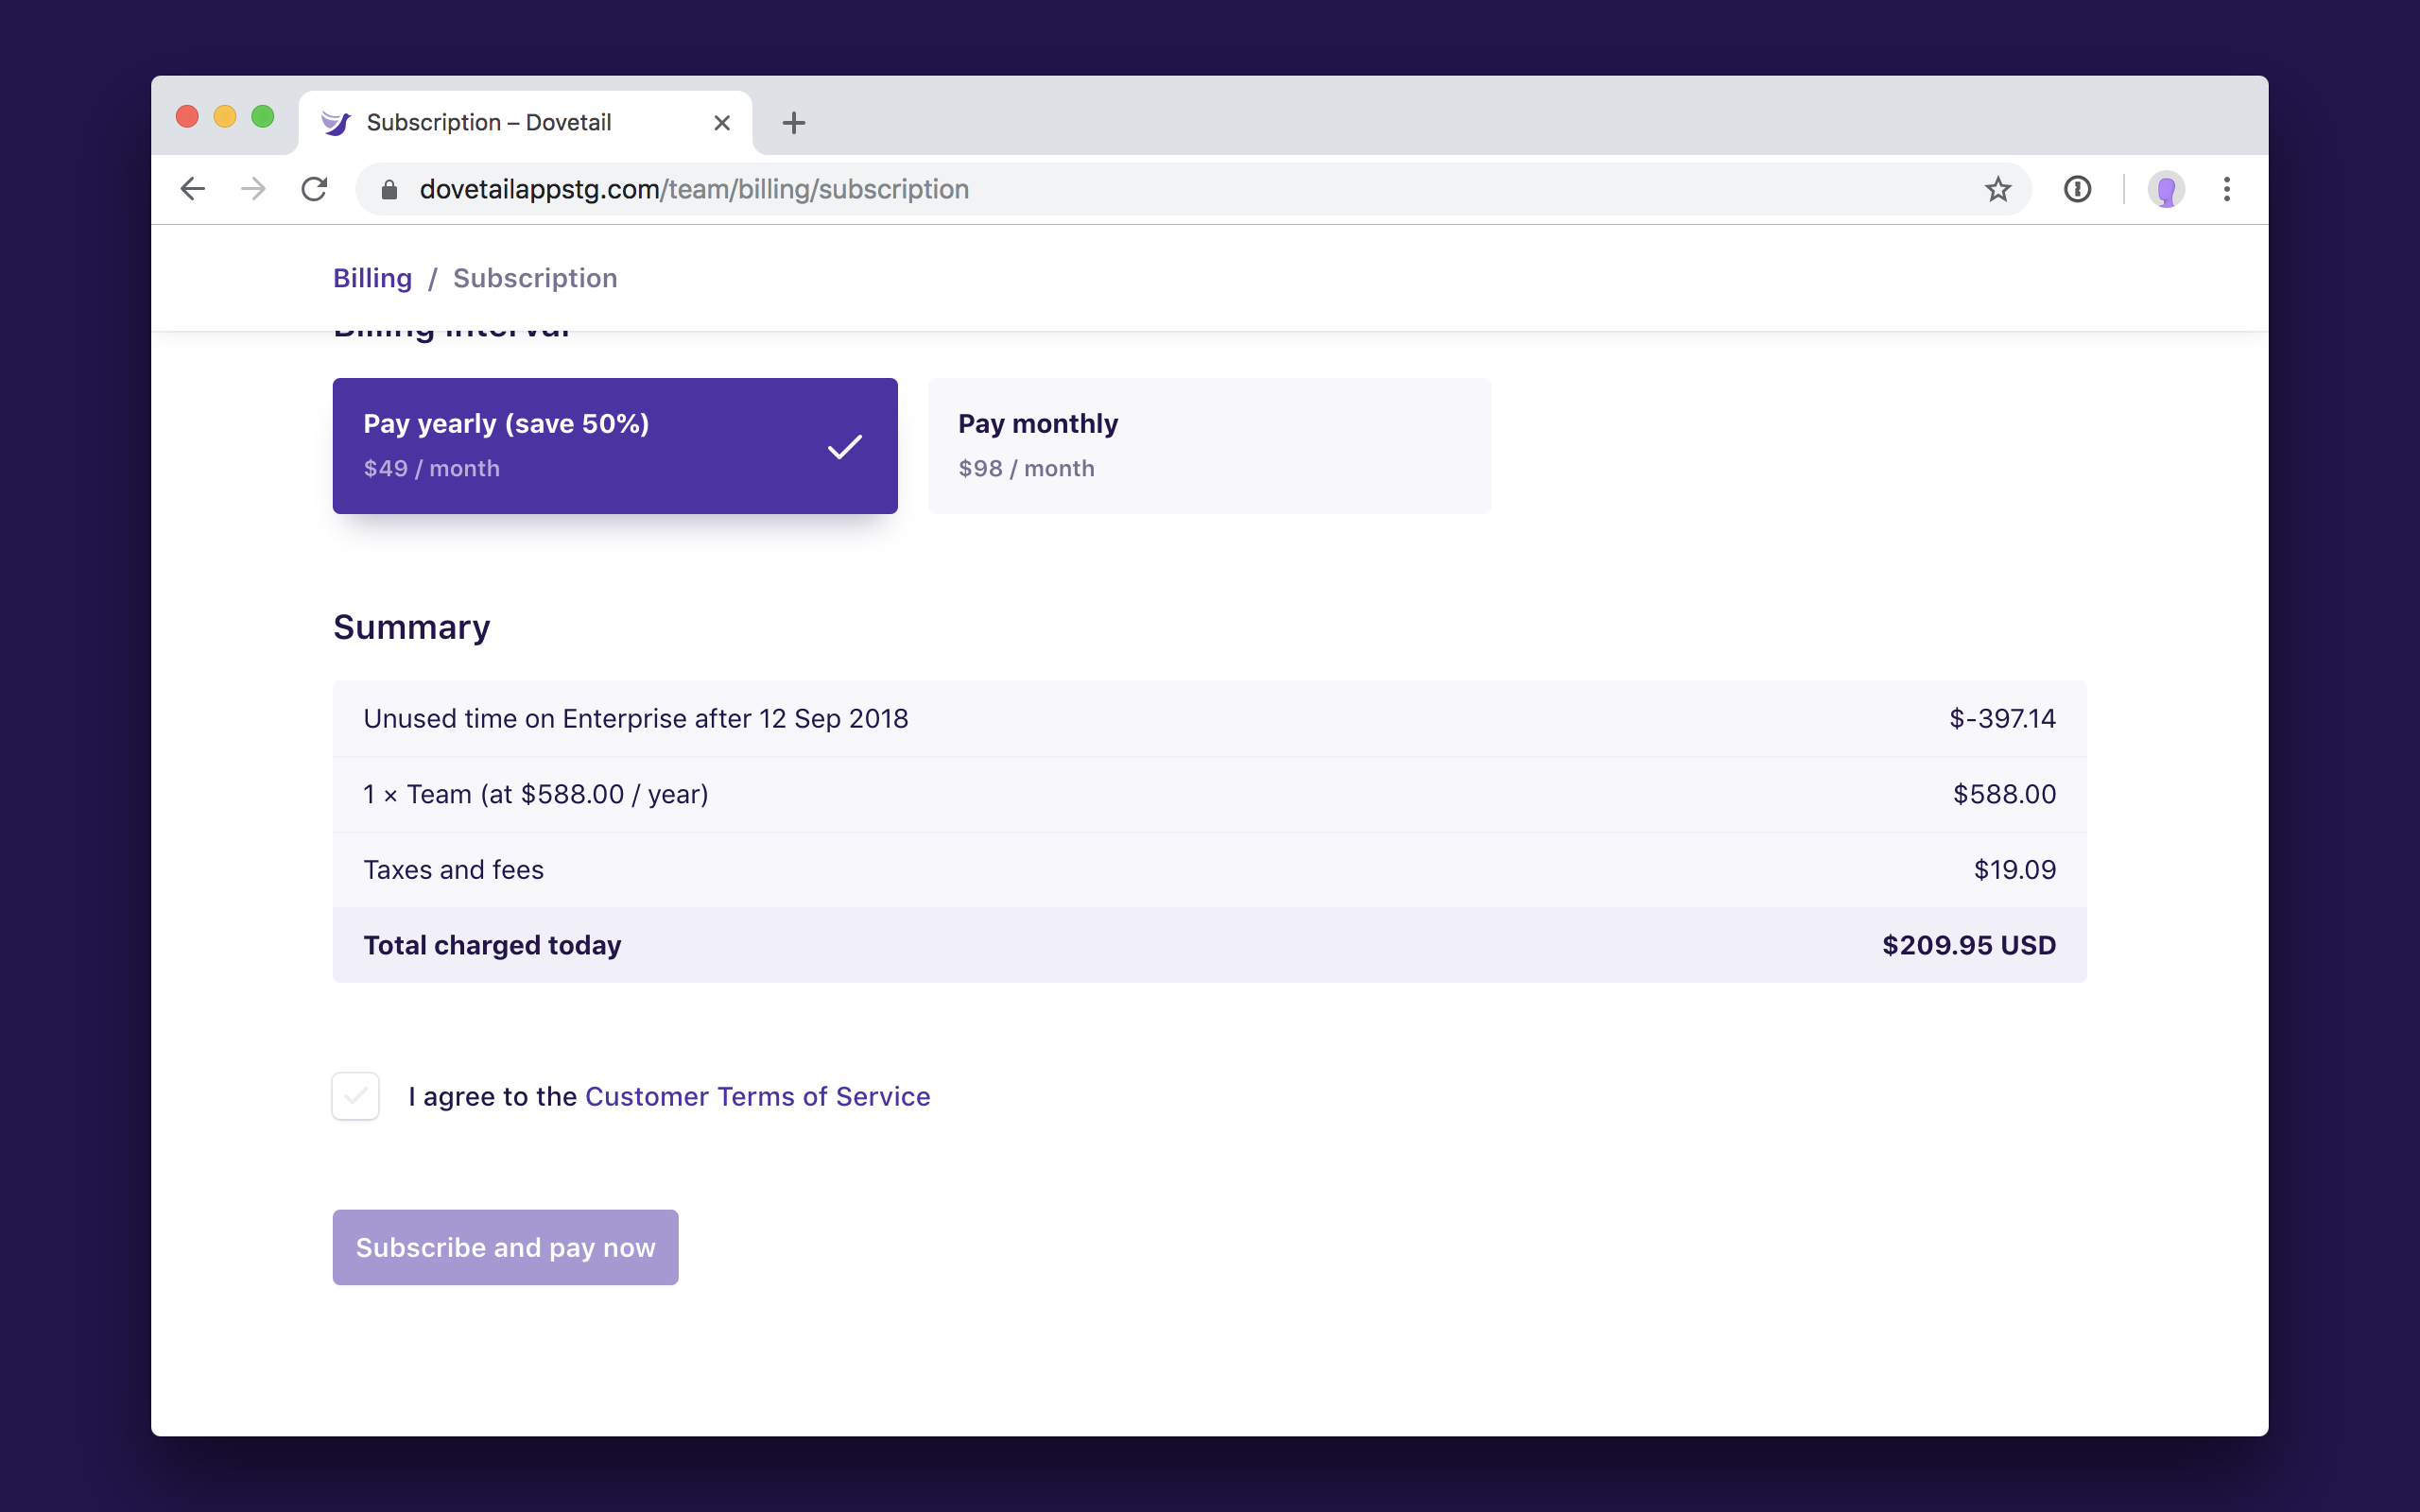 Subscription – Dovetail
dovetailappstg.com/team/billing/subscription
Billing / Subscription
Billing interval
Pay yearly (save 50%)
$49 / month
Pay monthly
$98 / month
Summary
Unused time on Enterprise after 12 Sep 2018 $-397.14
1 × Team (at $588.00 / year) $588.00
Taxes and fees $19.09
Total charged today $209.95 USD
I agree to the Customer Terms of Service
Subscribe and pay now